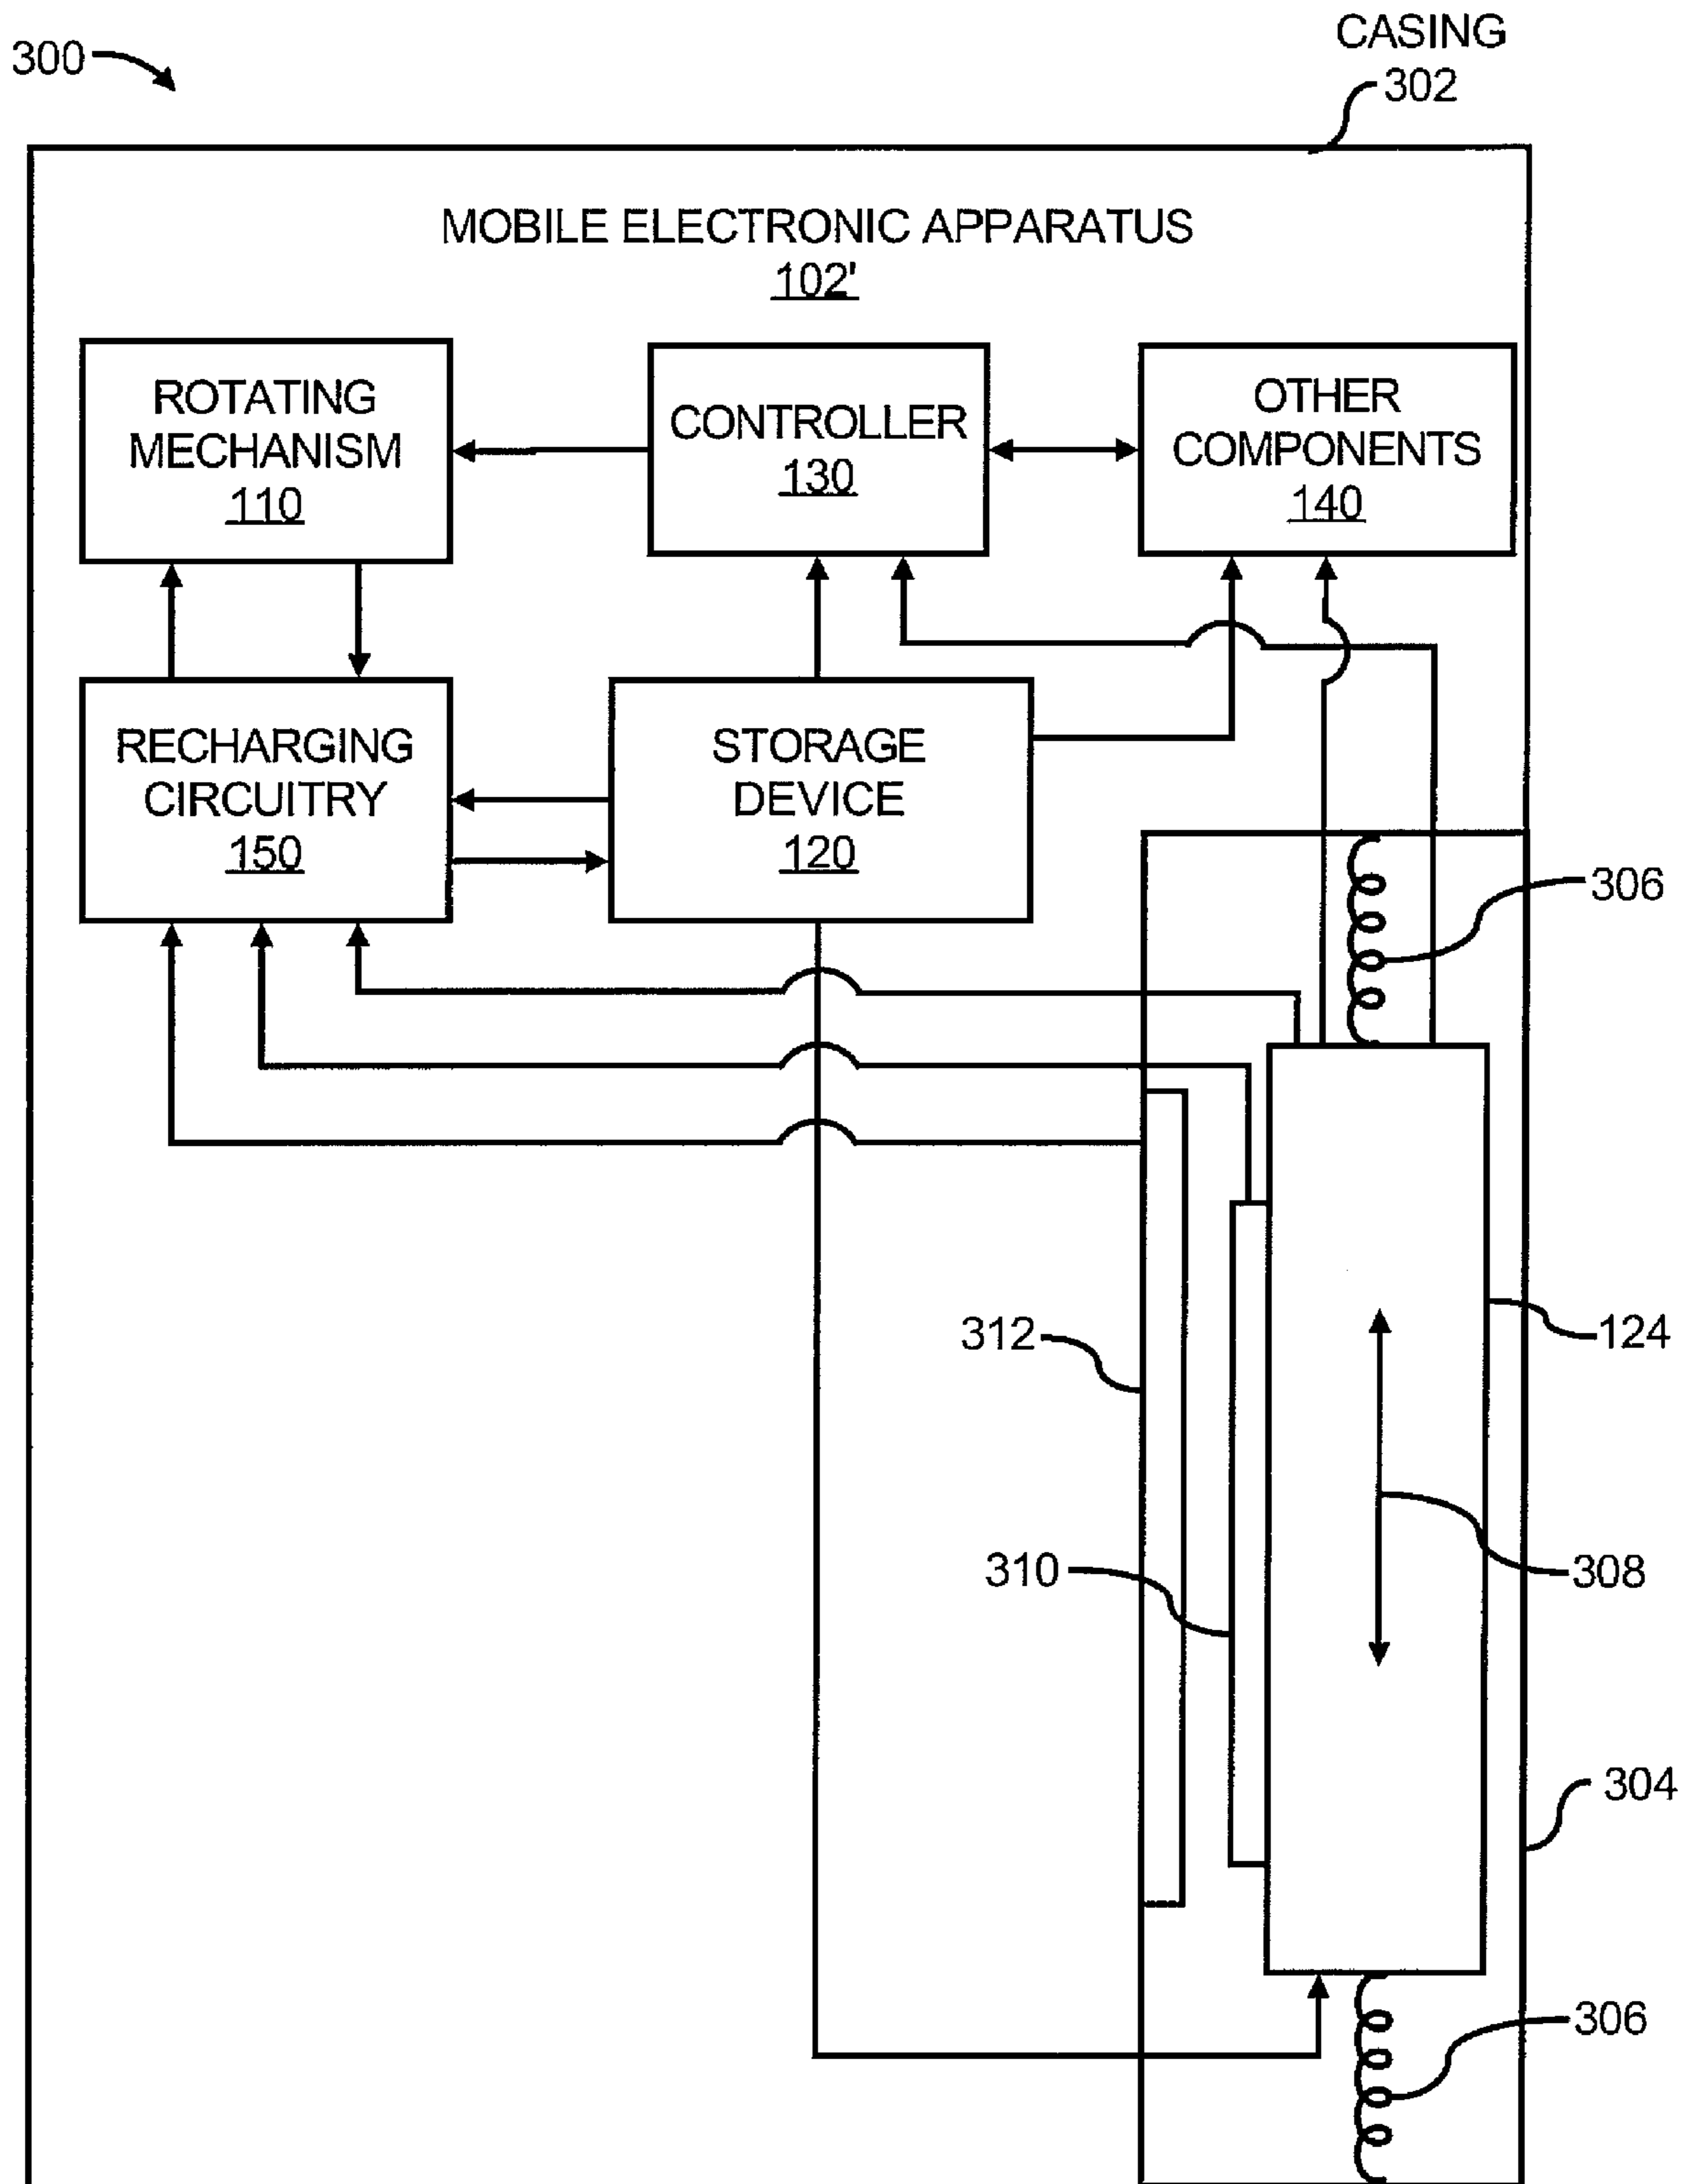 CASING
300
302
MOBILE ELECTRONIC APPARATUS
102'
ROTATING
MECHANISM
110
CONTROLLER
130
OTHER
COMPONENTS
140
RECHARGING
CIRCUITRY
150
STORAGE
DEVICE
120
306
312
124
310
308
304
306